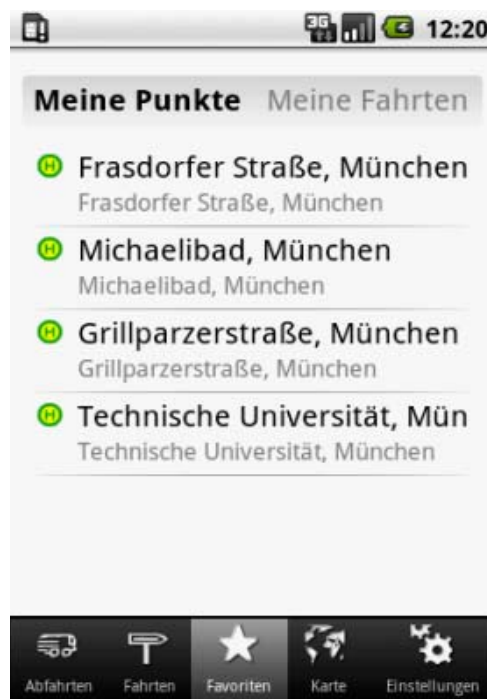 3G 12:20
Meine Punkte Meine Fahrten
H Frasdorfer Straße, München
Frasdorfer Straße, München
H Michaelibad, München
Michaelibad, München
H Grillparzerstraße, München
Grillparzerstraße, München
H Technische Universität, Mün
Technische Universität, München
Abfahrten Fahrten Favoriten Karte Einstellungen